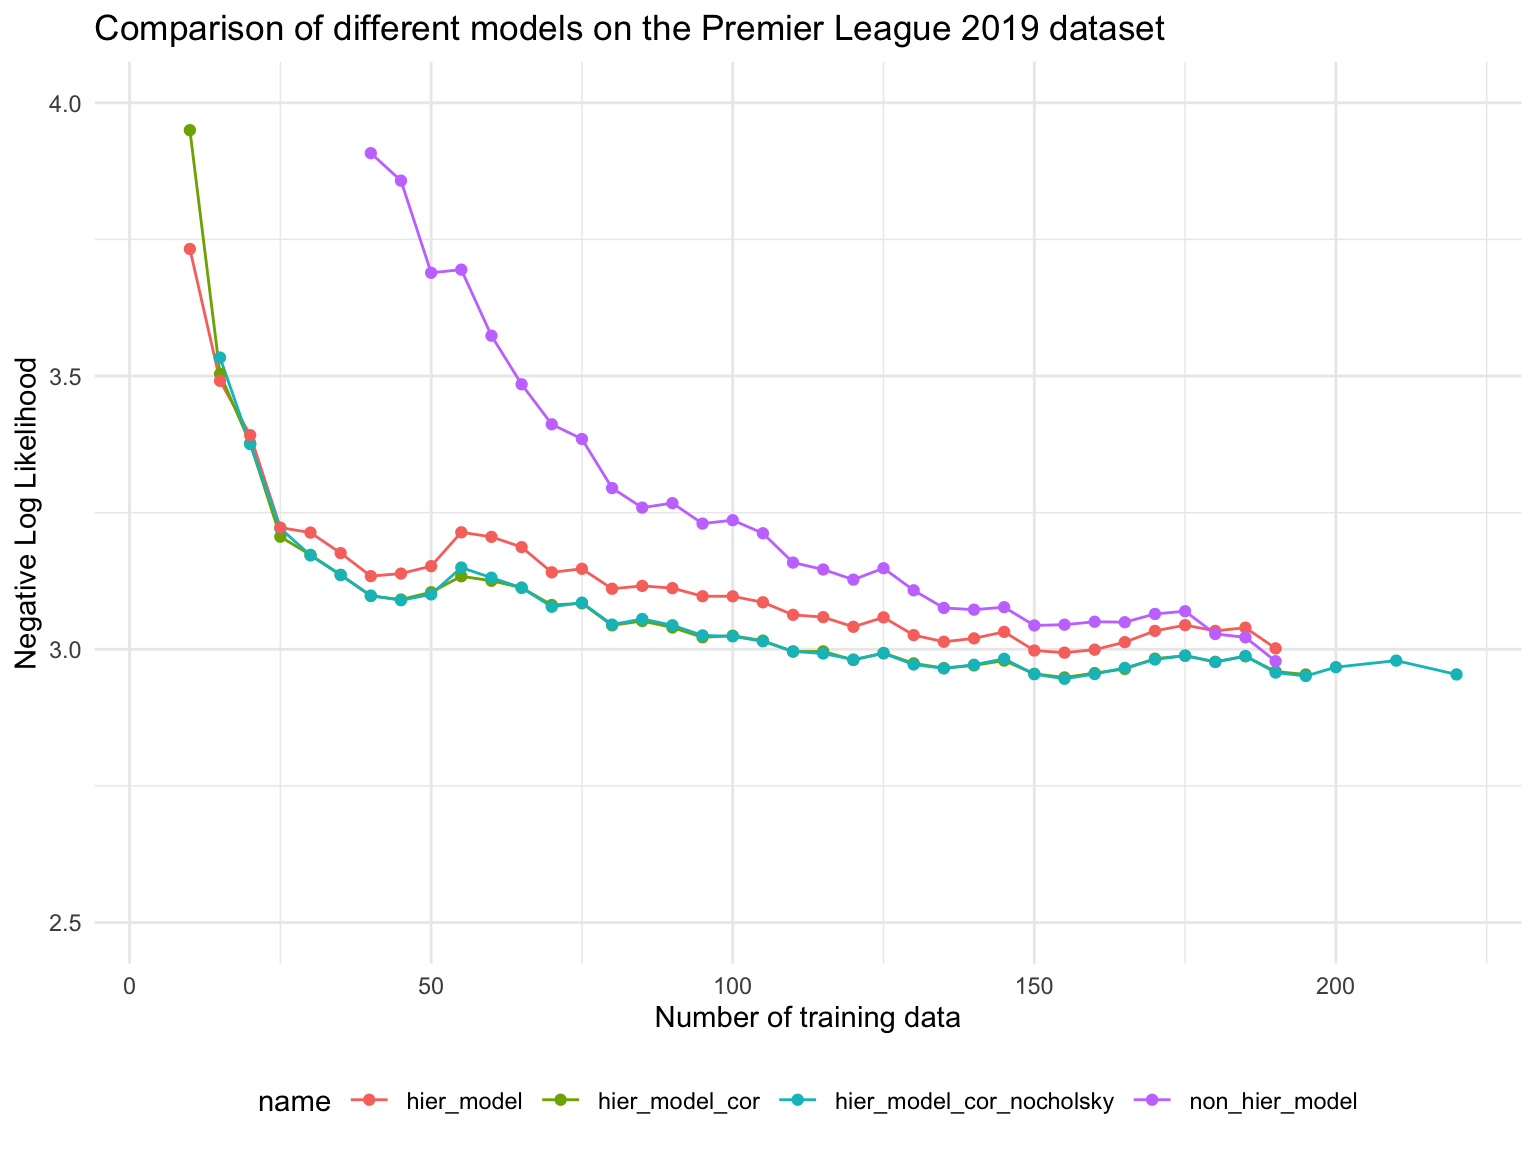 Comparison of different models on the Premier League 2019 dataset
Negative Log Likelihood
4.0
3.5
3.0
2.5
0 50 100 150 200
Number of training data
name hier_model hier_model_cor hier_model_cor_nocholsky non_hier_model